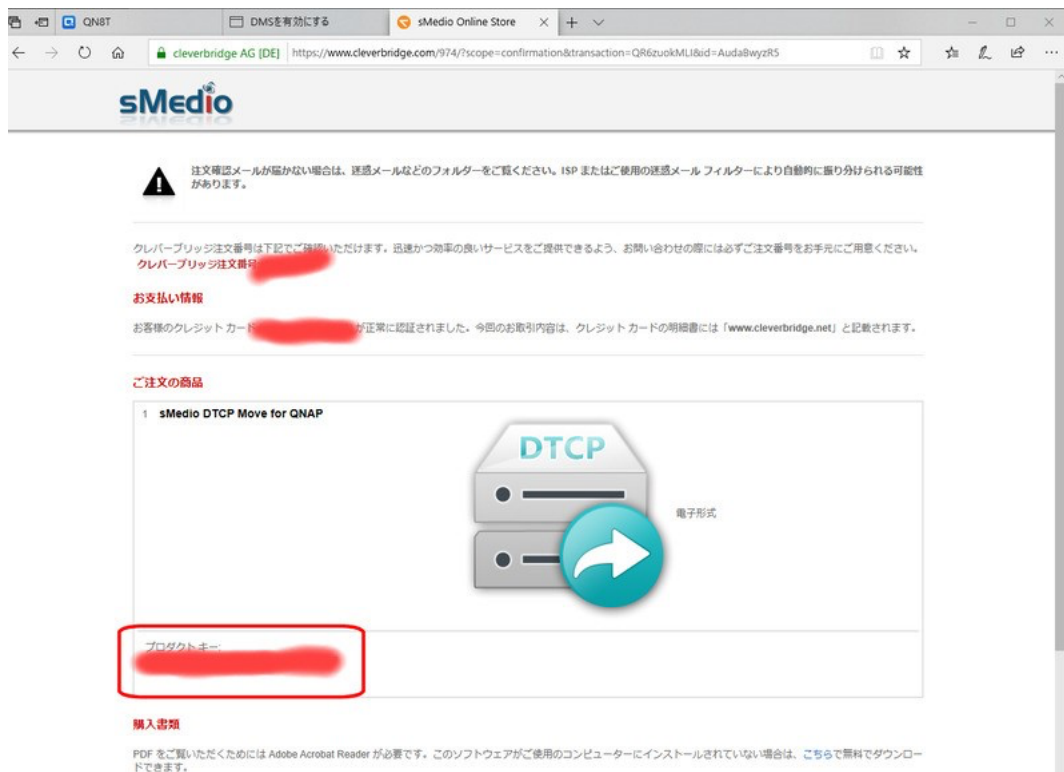 QN8T
DMSを有効にする
sMedio Online Store
cleverbridge AG [DE]
https://www.cleverbridge.com/974/?scope=confirmation&transaction=QR6zuokMLI&id=AudaBwyzR5
sMedio
注文確認メールが届かない場合は、迷惑メールなどのフォルダーをご覧ください。ISP またはご使用の迷惑メール フィルターにより自動的に振り分けられる可能性
があります。
クレバーブリッジ注文番号は下記でご確認いただけます。迅速かつ効率の良いサービスをご提供できるよう、お問い合わせの際には必ずご注文番号をお手元にご用意ください。
クレバーブリッジ注文番号
お支払い情報
お客様のクレジット カード が正常に認証されました。今回のお取引内容は、クレジット カードの明細書には「www.cleverbridge.net」と記載されます。
ご注文の商品
1 sMedio DTCP Move for QNAP
DTCP
電子形式
プロダクトキー:
購入書類
PDF をご覧いただくためには Adobe Acrobat Reader が必要です。このソフトウェアがご使用のコンピューターにインストールされていない場合は、こちらで無料でダウンロー
ドできます。